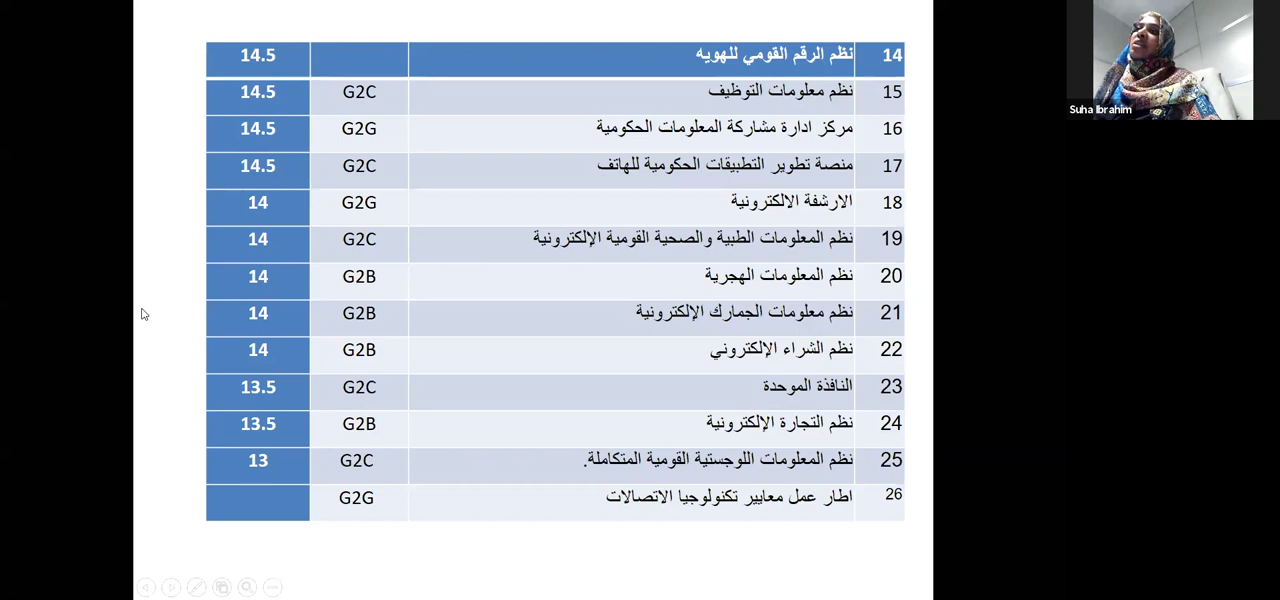 14 نظم الرقم القومي للهويه 14.5
15 نظم معلومات التوظيف G2C 14.5
16 مركز ادارة مشاركة المعلومات الحكومية G2G 14.5
17 منصة تطوير التطبيقات الحكومية للهاتف G2C 14.5
18 الارشفة الالكترونية G2G 14
19 نظم المعلومات الطبية والصحية القومية الإلكترونية G2C 14
20 نظم المعلومات الهجرية G2B 14
21 نظم معلومات الجمارك الإلكترونية G2B 14
22 نظم الشراء الإلكتروني G2B 14
23 النافذة الموحدة G2C 13.5
24 نظم التجارة الإلكترونية G2B 13.5
25 نظم المعلومات اللوجستية القومية المتكاملة. G2C 13
26 اطار عمل معايير تكنولوجيا الاتصالات G2G
Suha Ibrahim